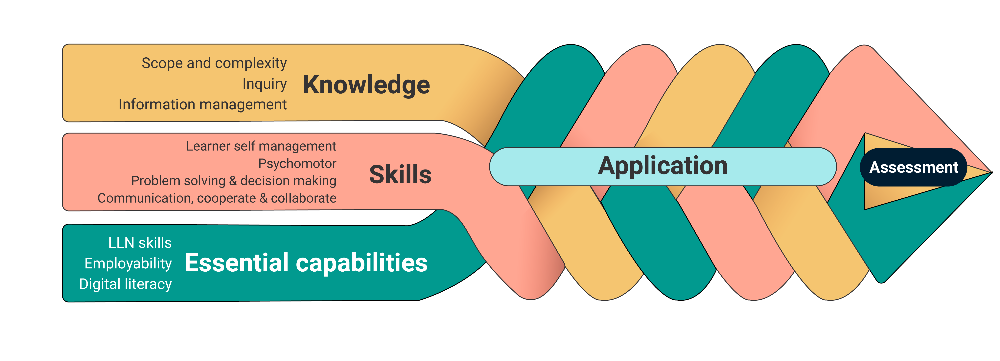 Scope and complexity
Inquiry
Information management
Knowledge
Learner self management
Psychomotor
Problem solving & decision making
Communication, cooperate & collaborate
Skills
LLN skills
Employability
Digital literacy
Essential capabilities
Application
Assessment